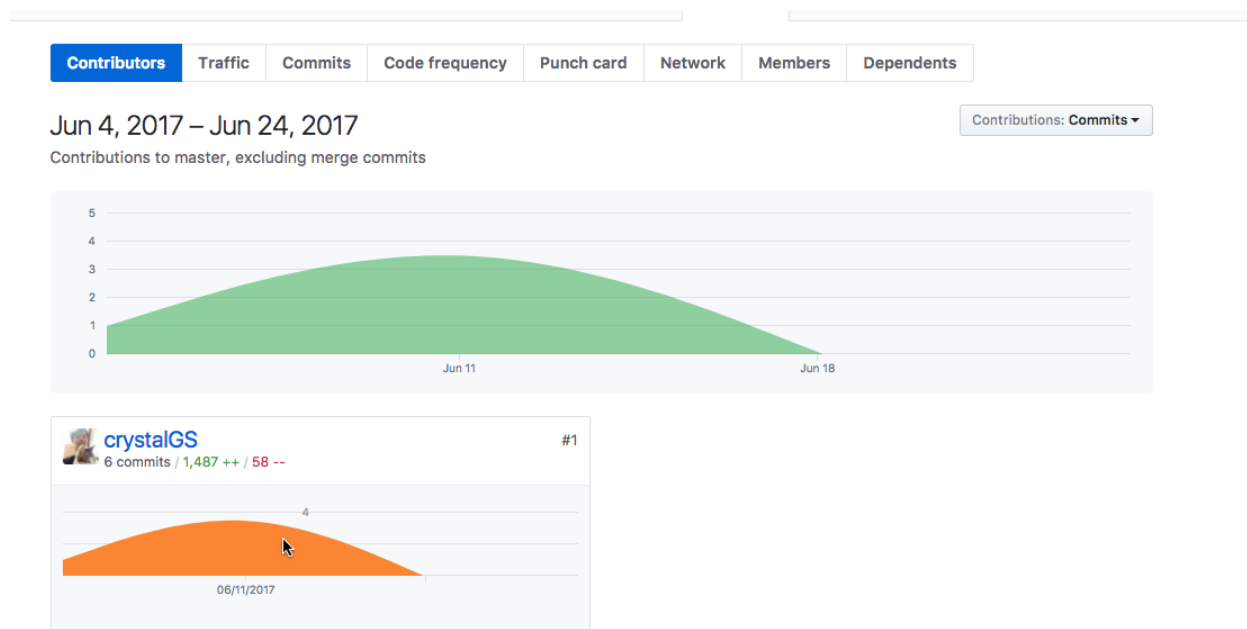 Contributors Traffic Commits Code frequency Punch card Network Members Dependents
Jun 4, 2017 – Jun 24, 2017
Contributions: Commits
Contributions to master, excluding merge commits
5
4
3
2
1
0
Jun 11 Jun 18
crystalGS #1
6 commits / 1,487 ++ / 58 --
4
06/11/2017